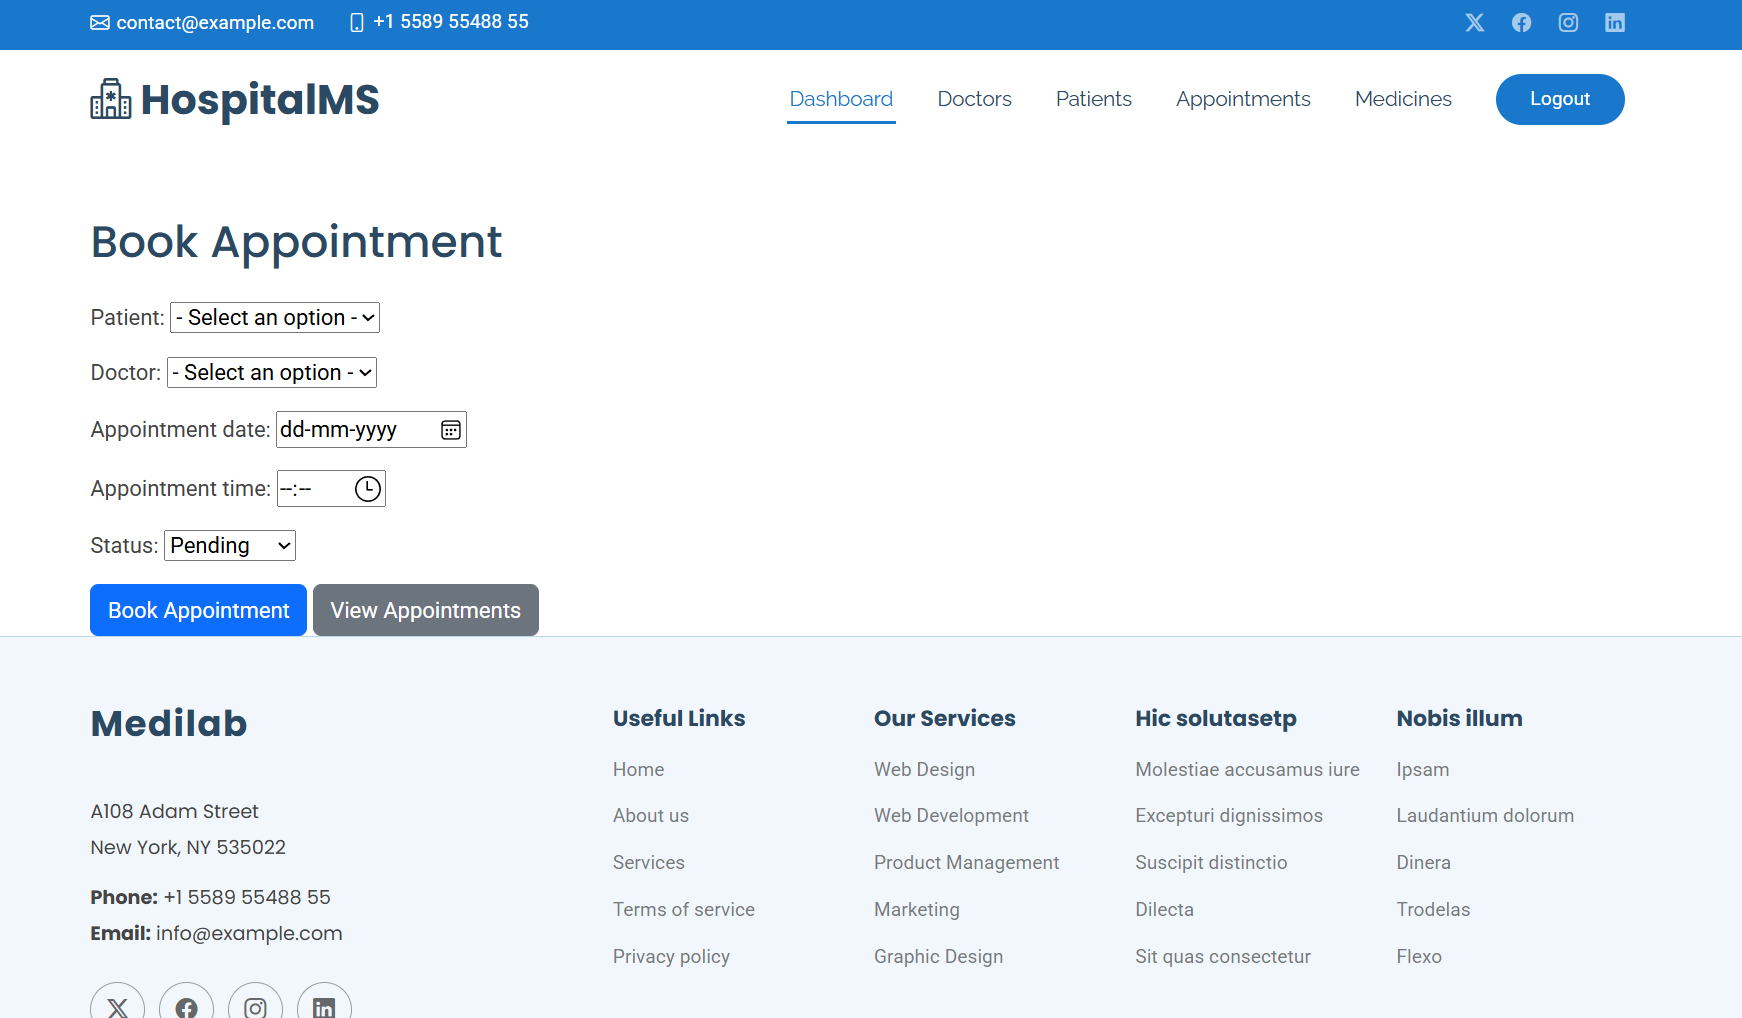 contact@example.com +1 5589 55488 55
HospitalMS
Dashboard Doctors Patients Appointments Medicines Logout
Book Appointment
Patient: - Select an option -
Doctor: - Select an option -
Appointment date: dd-mm-yyyy
Appointment time: --:--
Status: Pending
Book Appointment View Appointments
Medilab
A108 Adam Street
New York, NY 535022
Phone: +1 5589 55488 55
Email: info@example.com
Useful Links
Home
About us
Services
Terms of service
Privacy policy
Our Services
Web Design
Web Development
Product Management
Marketing
Graphic Design
Hic solutasetp
Molestiae accusamus iure
Excepturi dignissimos
Suscipit distinctio
Dilecta
Sit quas consectetur
Nobis illum
Ipsam
Laudantium dolorum
Dinera
Trodelas
Flexo